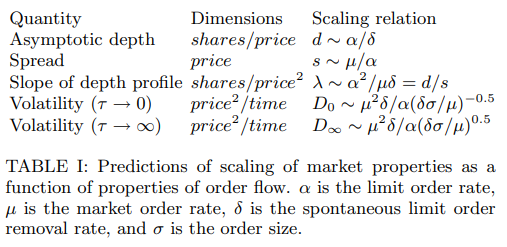 Quantity Dimensions Scaling relation
Asymptotic depth shares/price d ∼ α/δ
Spread price s ∼ μ/α
Slope of depth profile shares/price² λ ∼ α²/μδ = d/s
Volatility (τ → 0) price²/time D₀ ∼ μ²δ/α(δσ/μ)⁻⁰·⁵
Volatility (τ → ∞) price²/time D∞ ∼ μ²δ/α(δσ/μ)⁰·⁵
TABLE I: Predictions of scaling of market properties as a
function of properties of order flow. α is the limit order rate,
μ is the market order rate, δ is the spontaneous limit order
removal rate, and σ is the order size.